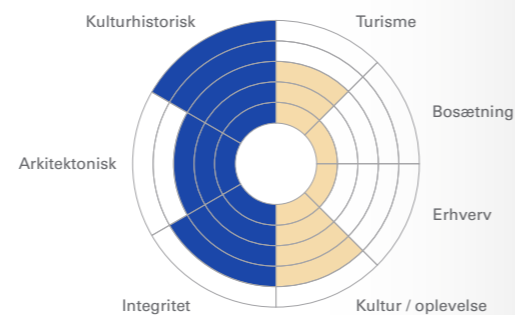 Kulturhistorisk
Turisme
Bosætning
Arkitektonisk
Erhverv
Integritet
Kultur / oplevelse